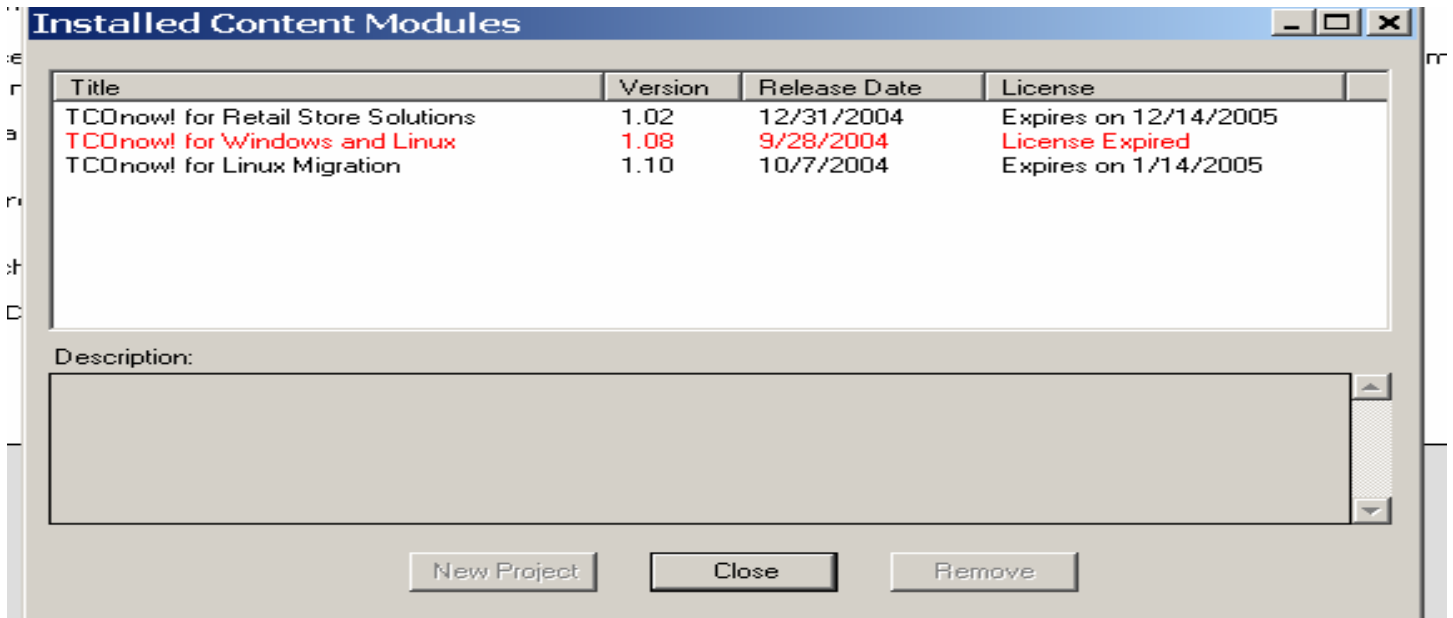 Installed Content Modules
Title Version Release Date License
TCOnow! for Retail Store Solutions 1.02 12/31/2004 Expires on 12/14/2005
TCOnow! for Windows and Linux 1.08 9/28/2004 License Expired
TCOnow! for Linux Migration 1.10 10/7/2004 Expires on 1/14/2005
Description:
New Project Close Remove